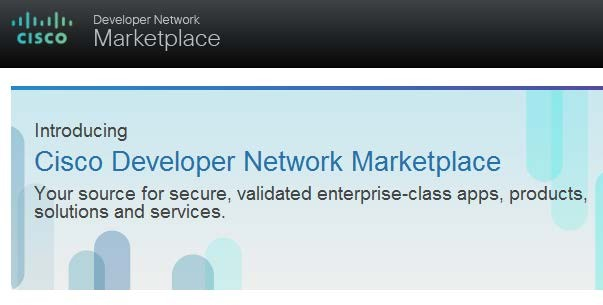 CISCO
Developer Network
Marketplace
Introducing
Cisco Developer Network Marketplace
Your source for secure, validated enterprise-class apps, products,
solutions and services.